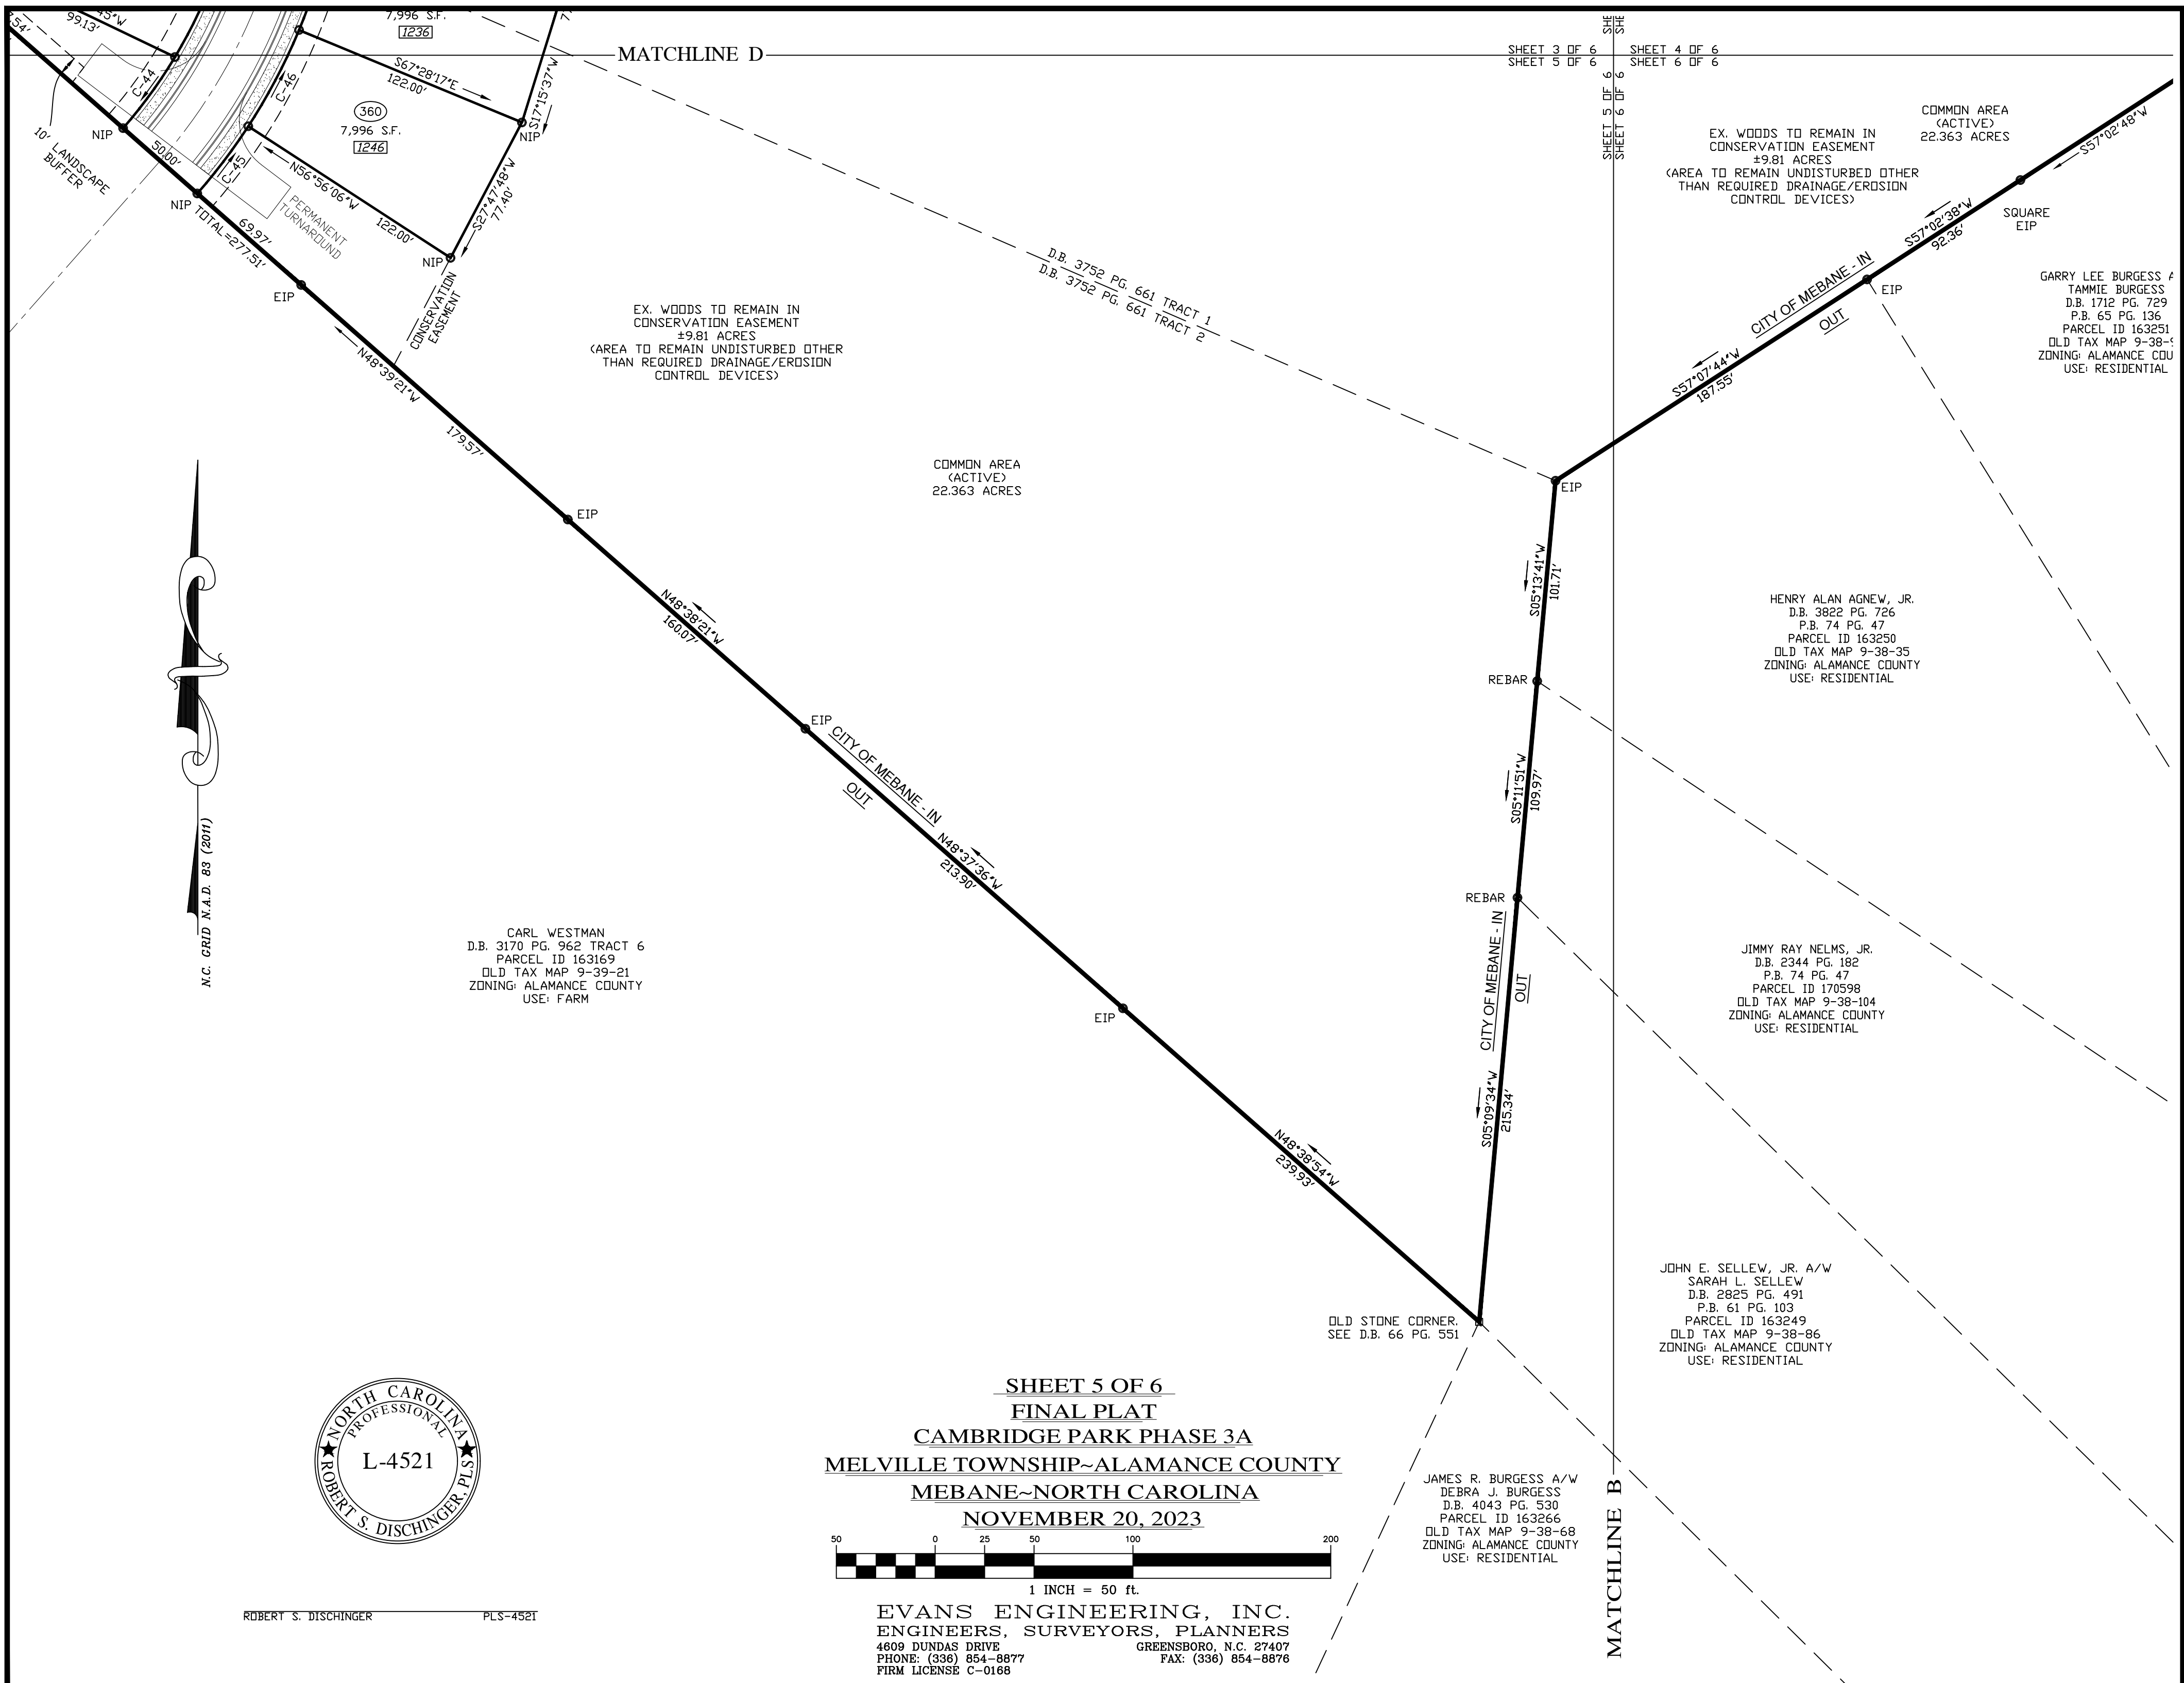 7,996 S.F.
1236
MATCHLINE D
SHEET 3 OF 6
SHEET 5 OF 6
SHEET 4 OF 6
SHEET 6 OF 6
SHEET 5 OF 6
SHEET 6 OF 6
99.13'
C-44
C-46
C-45
S67°28'17"E
122.00'
S17°15'37"W
NIP
360
7,996 S.F.
1246
10' LANDSCAPE
BUFFER
NIP
50.00'
NIP
N56°56'06"W
122.00'
S27°47'48"W
77.40'
PERMANENT
TURNAROUND
69.97'
TOTAL=277.51'
NIP
EIP
CONSERVATION
EASEMENT
N48°39'21"W
179.57'
EX. WOODS TO REMAIN IN
CONSERVATION EASEMENT
±9.81 ACRES
(AREA TO REMAIN UNDISTURBED OTHER
THAN REQUIRED DRAINAGE/EROSION
CONTROL DEVICES)
D.B. 3752 PG. 661 TRACT 1
D.B. 3752 PG. 661 TRACT 2
COMMON AREA
(ACTIVE)
22.363 ACRES
EX. WOODS TO REMAIN IN
CONSERVATION EASEMENT
±9.81 ACRES
(AREA TO REMAIN UNDISTURBED OTHER
THAN REQUIRED DRAINAGE/EROSION
CONTROL DEVICES)
S57°02'48"W
SQUARE
EIP
S57°02'38"W
92.36'
EIP
CITY OF MEBANE - IN
OUT
S57°07'44"W
187.55'
GARRY LEE BURGESS
TAMMIE BURGESS
D.B. 1712 PG. 729
P.B. 65 PG. 136
PARCEL ID 163251
OLD TAX MAP 9-38-
ZONING: ALAMANCE
USE: RESIDENTIAL
COMMON AREA
(ACTIVE)
22.363 ACRES
EIP
EIP
S05°13'41"W
101.71'
REBAR
N48°38'21"W
160.07'
HENRY ALAN AGNEW, JR.
D.B. 3822 PG. 726
P.B. 74 PG. 47
PARCEL ID 163250
OLD TAX MAP 9-38-35
ZONING: ALAMANCE COUNTY
USE: RESIDENTIAL
EIP
CITY OF MEBANE - IN
OUT
N48°37'36"W
213.90'
S05°11'51"W
109.97'
REBAR
N.C. GRID N.A.D. 83 (2011)
CARL WESTMAN
D.B. 3170 PG. 962 TRACT 6
PARCEL ID 163169
OLD TAX MAP 9-39-21
ZONING: ALAMANCE COUNTY
USE: FARM
EIP
CITY OF MEBANE - IN
OUT
JIMMY RAY NELMS, JR.
D.B. 2344 PG. 182
P.B. 74 PG. 47
PARCEL ID 170598
OLD TAX MAP 9-38-104
ZONING: ALAMANCE COUNTY
USE: RESIDENTIAL
S05°09'34"W
215.34'
N48°38'54"W
239.93'
OLD STONE CORNER.
SEE D.B. 66 PG. 551
JOHN E. SELLEW, JR. A/W
SARAH L. SELLEW
D.B. 2825 PG. 491
P.B. 61 PG. 103
PARCEL ID 163249
OLD TAX MAP 9-38-86
ZONING: ALAMANCE COUNTY
USE: RESIDENTIAL
JAMES R. BURGESS A/W
DEBRA J. BURGESS
D.B. 4043 PG. 530
PARCEL ID 163266
OLD TAX MAP 9-38-68
ZONING: ALAMANCE COUNTY
USE: RESIDENTIAL
MATCHLINE B
NORTH CAROLINA
PROFESSIONAL
L-4521
ROBERT S. DISCHINGER, PLS
ROBERT S. DISCHINGER PLS-4521
SHEET 5 OF 6
FINAL PLAT
CAMBRIDGE PARK PHASE 3A
MELVILLE TOWNSHIP~ALAMANCE COUNTY
MEBANE~NORTH CAROLINA
NOVEMBER 20, 2023
50 0 25 50 100 200
1 INCH = 50 ft.
EVANS ENGINEERING, INC.
ENGINEERS, SURVEYORS, PLANNERS
4609 DUNDAS DRIVE GREENSBORO, N.C. 27407
PHONE: (336) 854-8877 FAX: (336) 854-8876
FIRM LICENSE C-0168